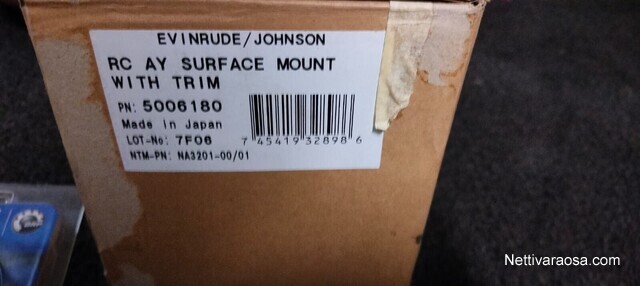 EVINRUDE/JOHNSON
RC AY SURFACE MOUNT
WITH TRIM
PN: 5006180
Made in Japan
LOT-No: 7F06
NTM-PN: NA3201-00/01
7 45419 32898 6
Nettivaraosa.com